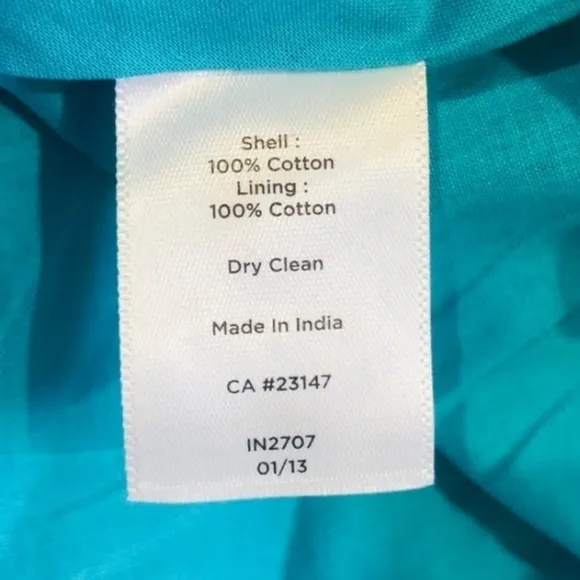 Shell :
100% Cotton
Lining :
100% Cotton
Dry Clean
Made In India
CA #23147
IN2707
01/13